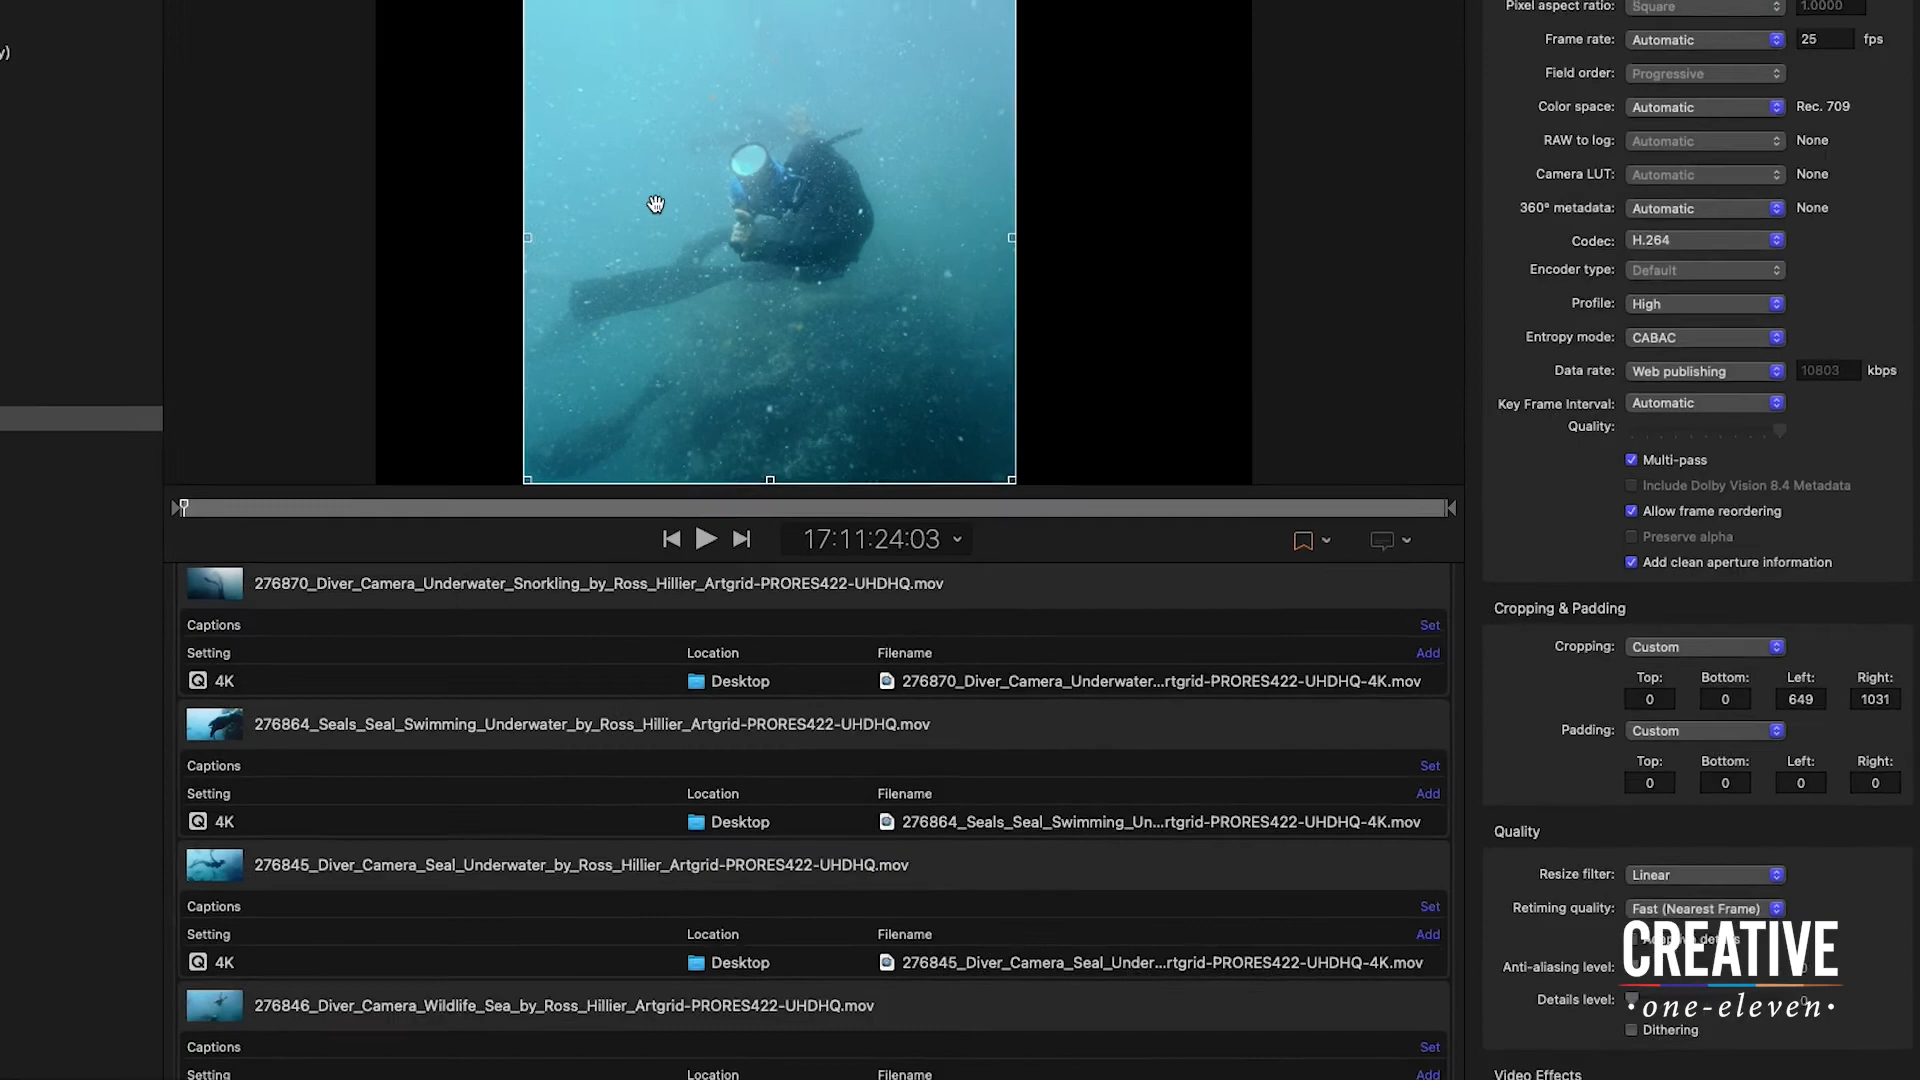 y)
Pixel aspect ratio: Square 1.0000
Frame rate: Automatic 25 fps
Field order: Progressive
Color space: Automatic Rec. 709
RAW to log: Automatic None
Camera LUT: Automatic None
360° metadata: Automatic None
Codec: H.264
Encoder type: Default
Profile: High
Entropy mode: CABAC
Data rate: Web publishing 10803 kbps
Key Frame Interval: Automatic
Quality:
Multi-pass
Include Dolby Vision 8.4 Metadata
Allow frame reordering
Preserve alpha
Add clean aperture information
17:11:24:03
276870_Diver_Camera_Underwater_Snorkling_by_Ross_Hillier_Artgrid-PRORES422-UHDHQ.mov
Captions Set
Setting Location Filename Add
4K Desktop 276870_Diver_Camera_Underwater...rtgrid-PRORES422-UHDHQ-4K.mov
276864_Seals_Seal_Swimming_Underwater_by_Ross_Hillier_Artgrid-PRORES422-UHDHQ.mov
Captions Set
Setting Location Filename Add
4K Desktop 276864_Seals_Seal_Swimming_Un...rtgrid-PRORES422-UHDHQ-4K.mov
276845_Diver_Camera_Seal_Underwater_by_Ross_Hillier_Artgrid-PRORES422-UHDHQ.mov
Captions Set
Setting Location Filename Add
4K Desktop 276845_Diver_Camera_Seal_Under...rtgrid-PRORES422-UHDHQ-4K.mov
276846_Diver_Camera_Wildlife_Sea_by_Ross_Hillier_Artgrid-PRORES422-UHDHQ.mov
Captions Set
Setting Location Filename Add
Cropping & Padding
Cropping: Custom
Top: Bottom: Left: Right:
0 0 649 1031
Padding: Custom
Top: Bottom: Left: Right:
0 0 0 0
Quality
Resize filter: Linear
Retiming quality: Fast (Nearest Frame)
Anti-aliasing level:
Details level:
Dithering
Video Effects
CREATIVE
·one-eleven·